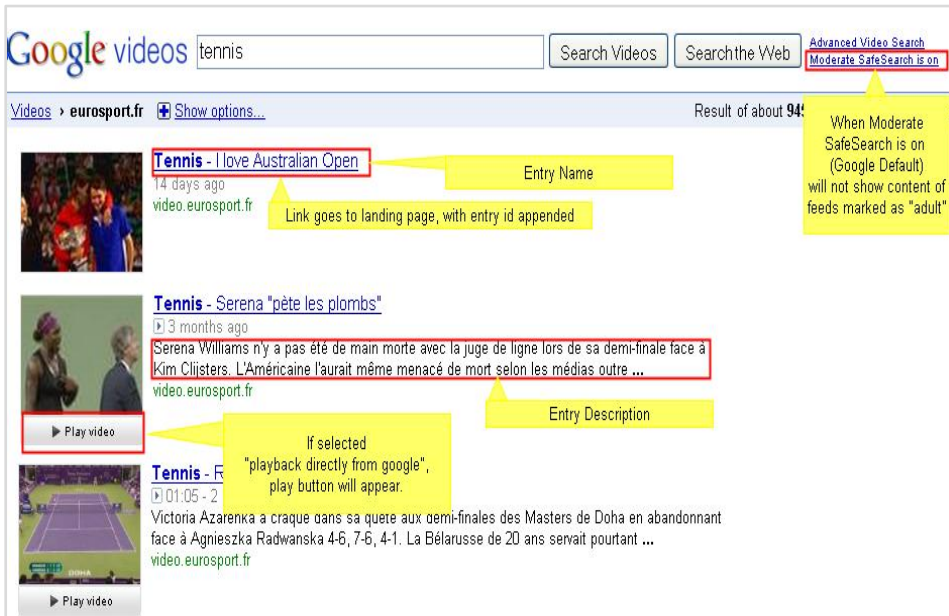 Google videos tennis Search Videos Search the Web Advanced Video Search
Moderate SafeSearch is on
Videos › eurosport.fr Show options... Result of about 945
When Moderate
SafeSearch is on
(Google Default)
will not show content of
feeds marked as "adult"
Tennis - I love Australian Open
Entry Name
14 days ago
video.eurosport.fr
Link goes to landing page, with entry id appended
Tennis - Serena "pète les plombs"
3 months ago
Serena Williams n'y a pas été de main morte avec la juge de ligne lors de sa demi-finale face à
Kim Clijsters. L'Américaine l'aurait même menacé de mort selon les médias outre ...
video.eurosport.fr
Entry Description
Play video
If selected
"playback directly from google",
play button will appear.
Tennis -
01:05 - 2
Victoria Azarenka a craqué dans sa quête aux demi-finales des Masters de Doha en abandonnant
face à Agnieszka Radwanska 4-6, 7-6, 4-1. La Bélarusse de 20 ans servait pourtant ...
video.eurosport.fr
DOHA
Play video